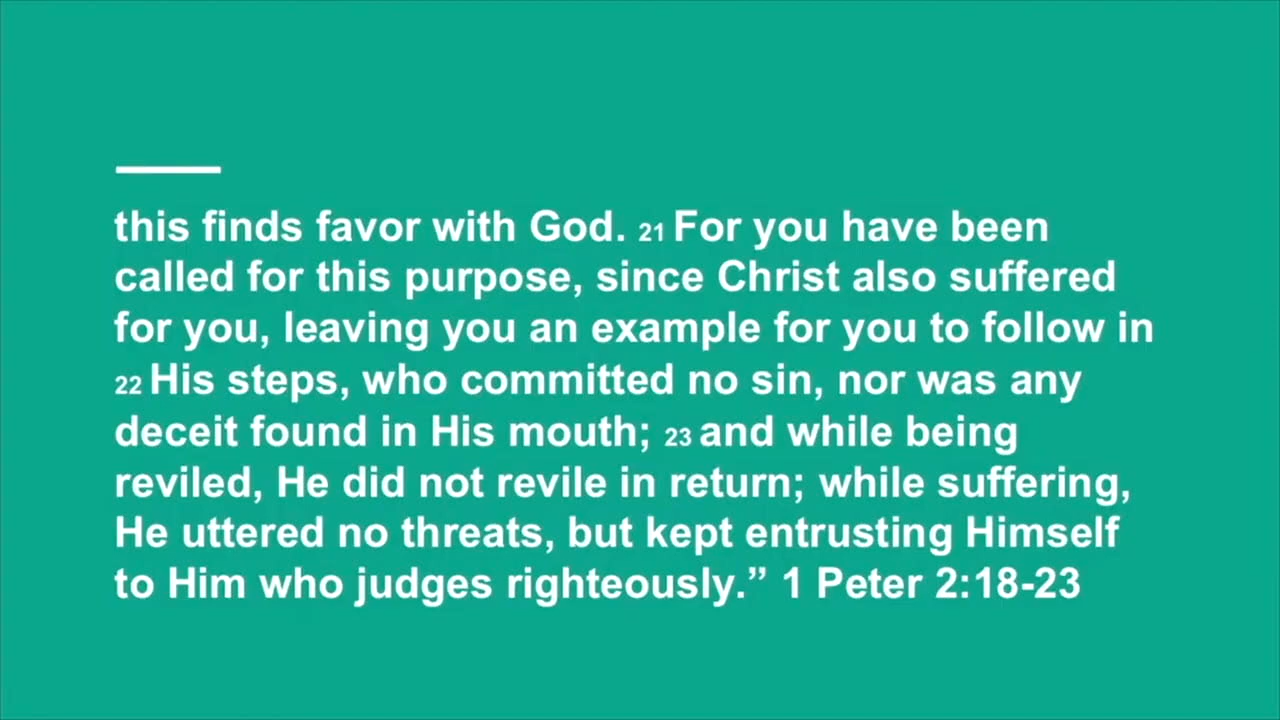 this finds favor with God. 21 For you have been
called for this purpose, since Christ also suffered
for you, leaving you an example for you to follow in
22 His steps, who committed no sin, nor was any
deceit found in His mouth; 23 and while being
reviled, He did not revile in return; while suffering,
He uttered no threats, but kept entrusting Himself
to Him who judges righteously.” 1 Peter 2:18-23